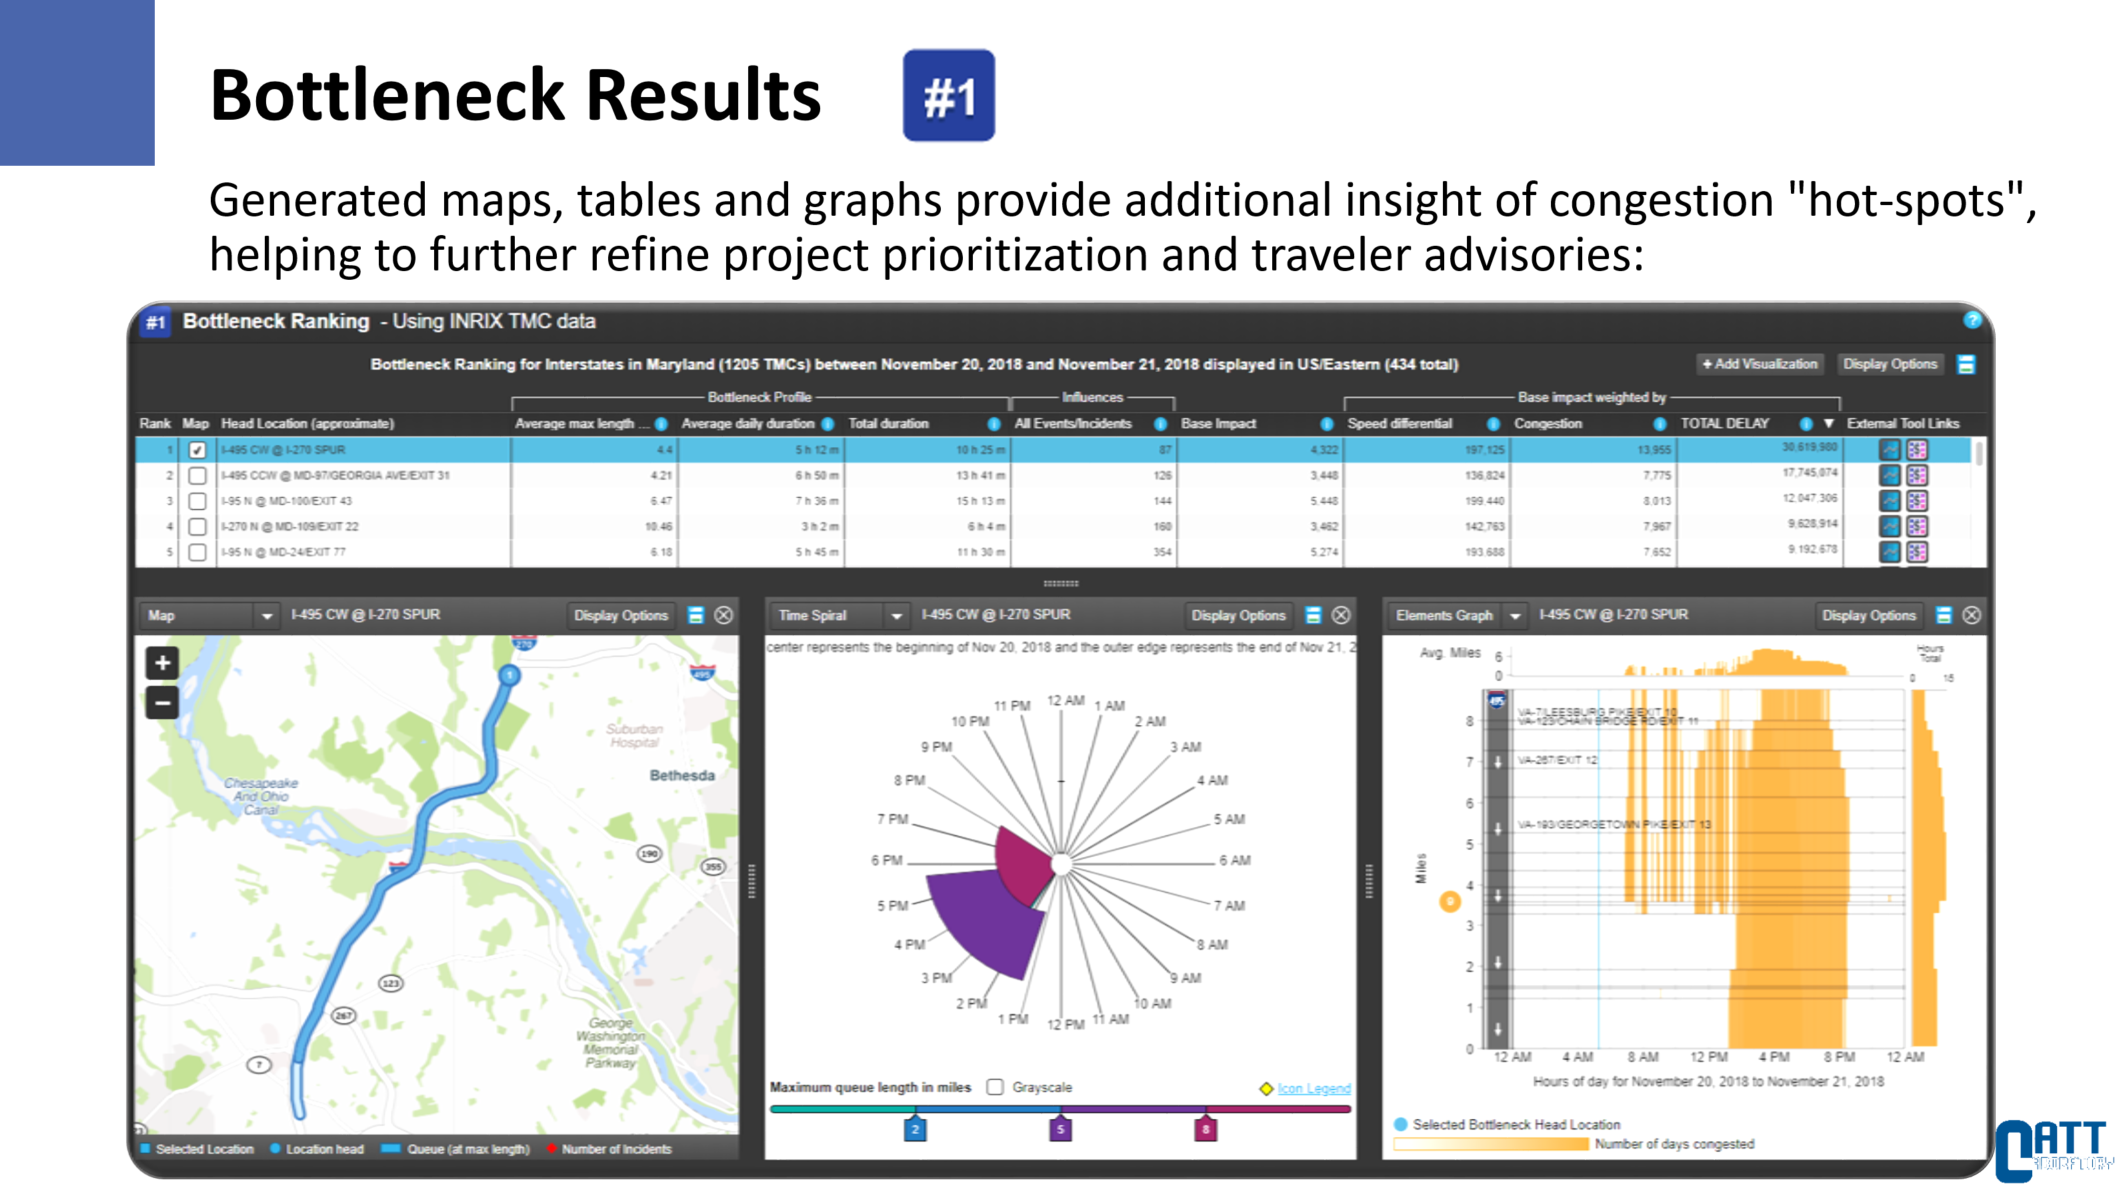 Bottleneck Results
#1
Generated maps, tables and graphs provide additional insight of congestion "hot-spots",
helping to further refine project prioritization and traveler advisories:
#1 Bottleneck Ranking - Using INRIX TMC data ?
Bottleneck Ranking for Interstates in Maryland (1205 TMCs) between November 20, 2018 and November 21, 2018 displayed in US/Eastern (434 total)
+ Add Visualization Display Options
Bottleneck Profile Influences Base impact weighted by
Rank Map Head Location (approximate) Average max length ... Average daily duration Total duration All Events/Incidents Base Impact Speed differential Congestion TOTAL DELAY ▼ External Tool Links
1 I-495 CW @ I-270 SPUR 4.4 5 h 12 m 10 h 25 m 87 4,322 197,125 13,955 30,619,980
2 I-495 CCW @ MD-97/GEORGIA AVE/EXIT 31 4.21 6 h 50 m 13 h 41 m 126 3,448 136,824 7,775 17,745,074
3 I-95 N @ MD-100/EXIT 43 6.47 7 h 36 m 15 h 13 m 144 5,448 199,440 8,013 12,047,306
4 I-270 N @ MD-109/EXIT 22 10.46 3 h 2 m 6 h 4 m 160 3,462 142,763 7,967 9,628,914
5 I-95 N @ MD-24/EXIT 77 6.18 5 h 45 m 11 h 30 m 354 5,274 193,688 7,652 9,192,678
Map I-495 CW @ I-270 SPUR Display Options
+
−
270
1
495
Suburban
Hospital
Bethesda
Chesapeake
And Ohio
Canal
190
355
123
267
7
George
Washington
Memorial
Parkway
Selected Location Location head Queue (at max length) Number of Incidents
Time Spiral I-495 CW @ I-270 SPUR Display Options
center represents the beginning of Nov 20, 2018 and the outer edge represents the end of Nov 21, 2
12 AM
1 AM
2 AM
3 AM
4 AM
5 AM
6 AM
7 AM
8 AM
9 AM
10 AM
11 AM
12 PM
1 PM
2 PM
3 PM
4 PM
5 PM
6 PM
7 PM
8 PM
9 PM
10 PM
11 PM
Maximum queue length in miles Grayscale Icon Legend
2 5 8
Elements Graph I-495 CW @ I-270 SPUR Display Options
Avg. Miles 6
0
Hours
Total
0 15
495
VA-7/LEESBURG PIKE/EXIT 10
VA-123/CHAIN BRIDGE RD/EXIT 11
VA-267/EXIT 12
VA-193/GEORGETOWN PIKE/EXIT 13
Miles
8
7
6
5
4
3
2
1
0
12 AM 4 AM 8 AM 12 PM 4 PM 8 PM 12 AM
Hours of day for November 20, 2018 to November 21, 2018
Selected Bottleneck Head Location
Number of days congested
CATT
LABORATORY